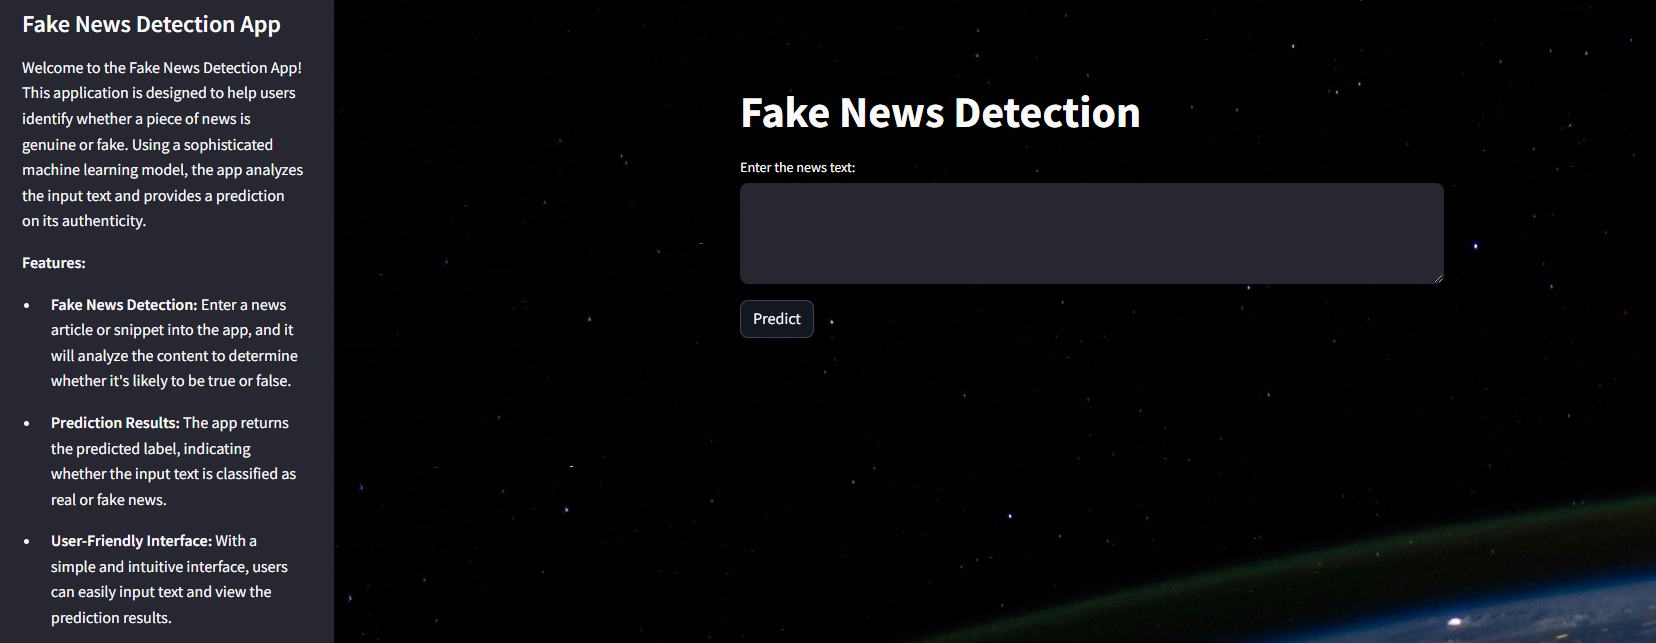 Fake News Detection App
Welcome to the Fake News Detection App!
This application is designed to help users
identify whether a piece of news is
genuine or fake. Using a sophisticated
machine learning model, the app analyzes
the input text and provides a prediction
on its authenticity.
Features:
• Fake News Detection: Enter a news
article or snippet into the app, and it
will analyze the content to determine
whether it's likely to be true or false.
• Prediction Results: The app returns
the predicted label, indicating
whether the input text is classified as
real or fake news.
• User-Friendly Interface: With a
simple and intuitive interface, users
can easily input text and view the
prediction results.
Fake News Detection
Enter the news text:
Predict